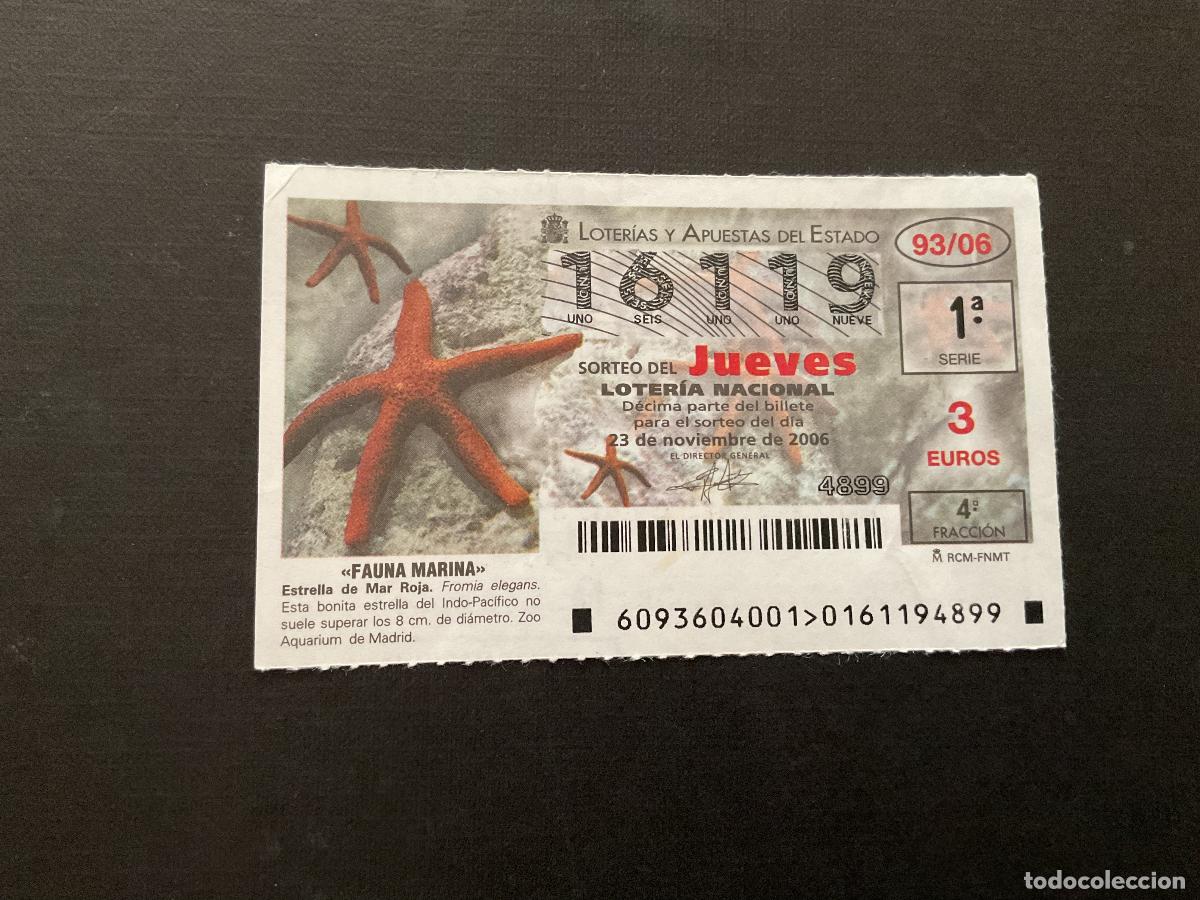 LOTERÍAS Y APUESTAS DEL ESTADO
93/06
16119
UNO SEIS UNO UNO NUEVE
1ª
SERIE
SORTEO DEL Jueves
LOTERÍA NACIONAL
Décima parte del billete
para el sorteo del día
23 de noviembre de 2006
EL DIRECTOR GENERAL
4899
3
EUROS
4ª
FRACCIÓN
M RCM-FNMT
«FAUNA MARINA»
Estrella de Mar Roja. Fromia elegans.
Esta bonita estrella del Indo-Pacífico no
suele superar los 8 cm. de diámetro. Zoo
Aquarium de Madrid.
6093604001>0161194899
todocoleccion